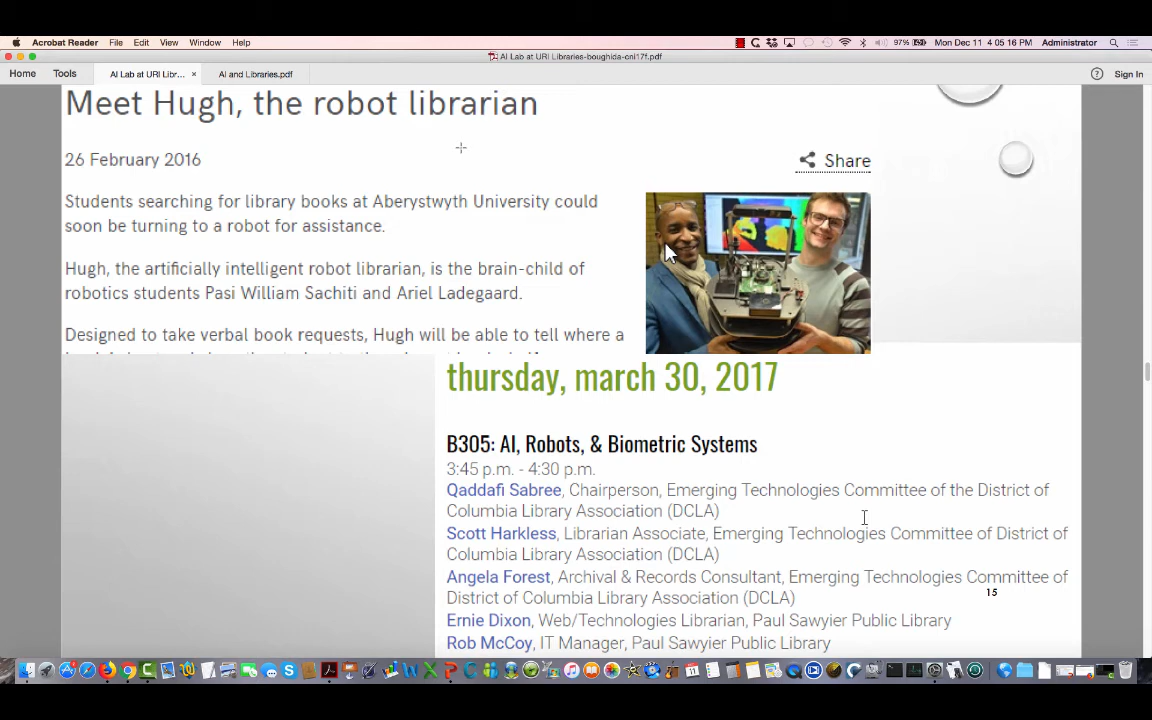 Acrobat Reader File Edit View Window Help 97% Mon Dec 11 4:05:16 PM Administrator
AI Lab at URI Libraries-boughida-cni17f.pdf
Home Tools AI Lab at URI Libr... × AI and Libraries.pdf ? Sign In
Meet Hugh, the robot librarian
26 February 2016
Share
Students searching for library books at Aberystwyth University could
soon be turning to a robot for assistance.
Hugh, the artificially intelligent robot librarian, is the brain-child of
robotics students Pasi William Sachiti and Ariel Ladegaard.
Designed to take verbal book requests, Hugh will be able to tell where a
thursday, march 30, 2017
B305: AI, Robots, & Biometric Systems
3:45 p.m. - 4:30 p.m.
Qaddafi Sabree, Chairperson, Emerging Technologies Committee of the District of
Columbia Library Association (DCLA)
Scott Harkless, Librarian Associate, Emerging Technologies Committee of District of
Columbia Library Association (DCLA)
Angela Forest, Archival & Records Consultant, Emerging Technologies Committee of
District of Columbia Library Association (DCLA)
15
Ernie Dixon, Web/Technologies Librarian, Paul Sawyier Public Library
Rob McCoy, IT Manager, Paul Sawyier Public Library